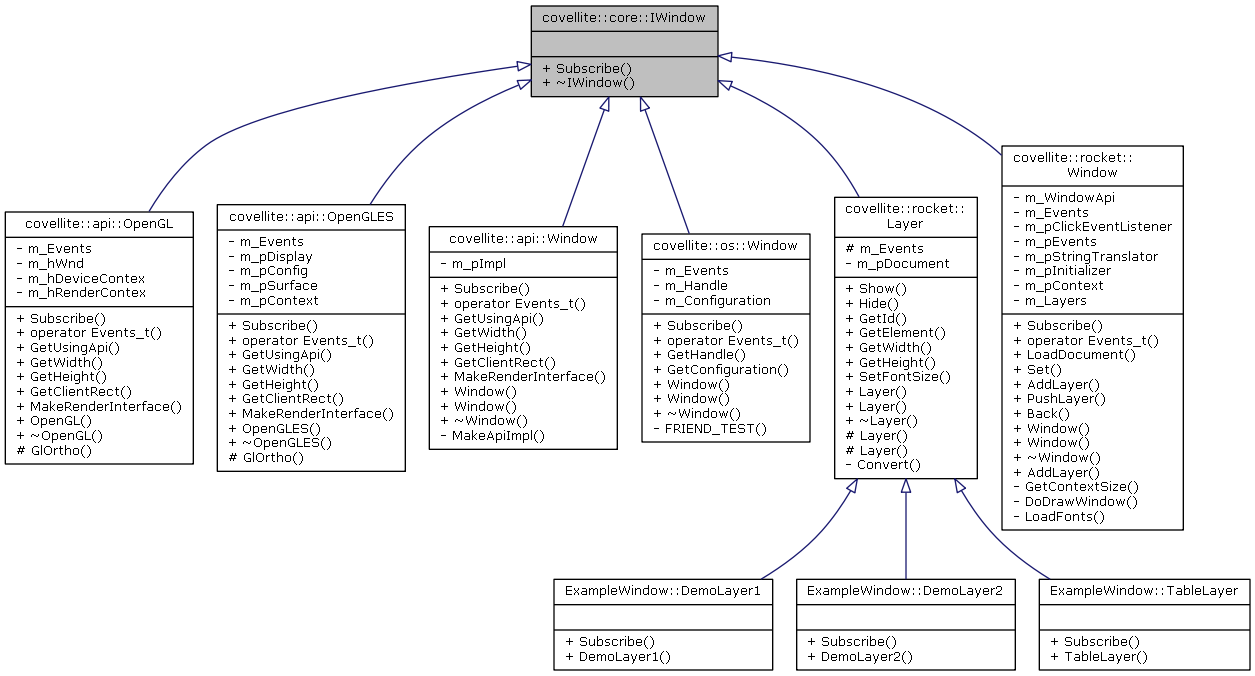 covellite::core::IWindow
+ Subscribe()
+ ~IWindow()
covellite::api::OpenGL
- m_Events
- m_hWnd
- m_hDeviceContex
- m_hRenderContex
+ Subscribe()
+ operator Events_t()
+ GetUsingApi()
+ GetWidth()
+ GetHeight()
+ GetClientRect()
+ MakeRenderInterface()
+ OpenGL()
+ ~OpenGL()
# GlOrtho()
covellite::api::OpenGLES
- m_Events
- m_pDisplay
- m_pConfig
- m_pSurface
- m_pContext
+ Subscribe()
+ operator Events_t()
+ GetUsingApi()
+ GetWidth()
+ GetHeight()
+ GetClientRect()
+ MakeRenderInterface()
+ OpenGLES()
+ ~OpenGLES()
# GlOrtho()
covellite::api::Window
- m_pImpl
+ Subscribe()
+ operator Events_t()
+ GetUsingApi()
+ GetWidth()
+ GetHeight()
+ GetClientRect()
+ MakeRenderInterface()
+ Window()
+ Window()
+ ~Window()
- MakeApiImpl()
covellite::os::Window
- m_Events
- m_Handle
- m_Configuration
+ Subscribe()
+ operator Events_t()
+ GetHandle()
+ GetConfiguration()
+ Window()
+ Window()
+ ~Window()
- FRIEND_TEST()
covellite::rocket::
Layer
# m_Events
- m_pDocument
+ Show()
+ Hide()
+ GetId()
+ GetElement()
+ GetWidth()
+ GetHeight()
+ SetFontSize()
+ Layer()
+ Layer()
+ ~Layer()
# Layer()
# Layer()
- Convert()
covellite::rocket::
Window
- m_WindowApi
- m_Events
- m_pClickEventListener
- m_pEvents
- m_pStringTranslator
- m_pInitializer
- m_pContext
- m_Layers
+ Subscribe()
+ operator Events_t()
+ LoadDocument()
+ Set()
+ AddLayer()
+ PushLayer()
+ Back()
+ Window()
+ Window()
+ ~Window()
+ AddLayer()
- GetContextSize()
- DoDrawWindow()
- LoadFonts()
ExampleWindow::DemoLayer1
+ Subscribe()
+ DemoLayer1()
ExampleWindow::DemoLayer2
+ Subscribe()
+ DemoLayer2()
ExampleWindow::TableLayer
+ Subscribe()
+ TableLayer()